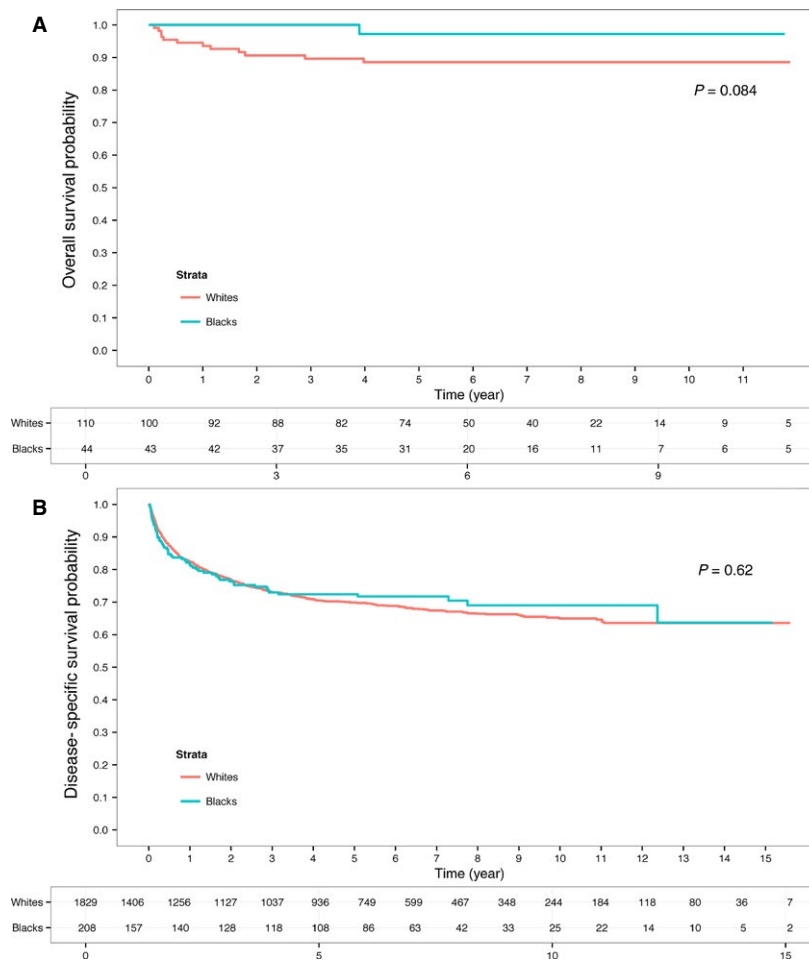 A
Overall survival probability
1.0
0.9
0.8
0.7
0.6
0.5
0.4
0.3
0.2
0.1
0.0
P = 0.084
Strata
Whites
Blacks
0 1 2 3 4 5 6 7 8 9 10 11
Time (year)
Whites 110 100 92 88 82 74 50 40 22 14 9 5
Blacks 44 43 42 37 35 31 20 16 11 7 6 5
0 3 6 9
B
Disease- specific survival probability
1.0
0.9
0.8
0.7
0.6
0.5
0.4
0.3
0.2
0.1
0.0
P = 0.62
Strata
Whites
Blacks
0 1 2 3 4 5 6 7 8 9 10 11 12 13 14 15
Time (year)
Whites 1829 1406 1256 1127 1037 936 749 599 467 348 244 184 118 80 36 7
Blacks 208 157 140 128 118 108 86 63 42 33 25 22 14 10 5 2
0 5 10 15